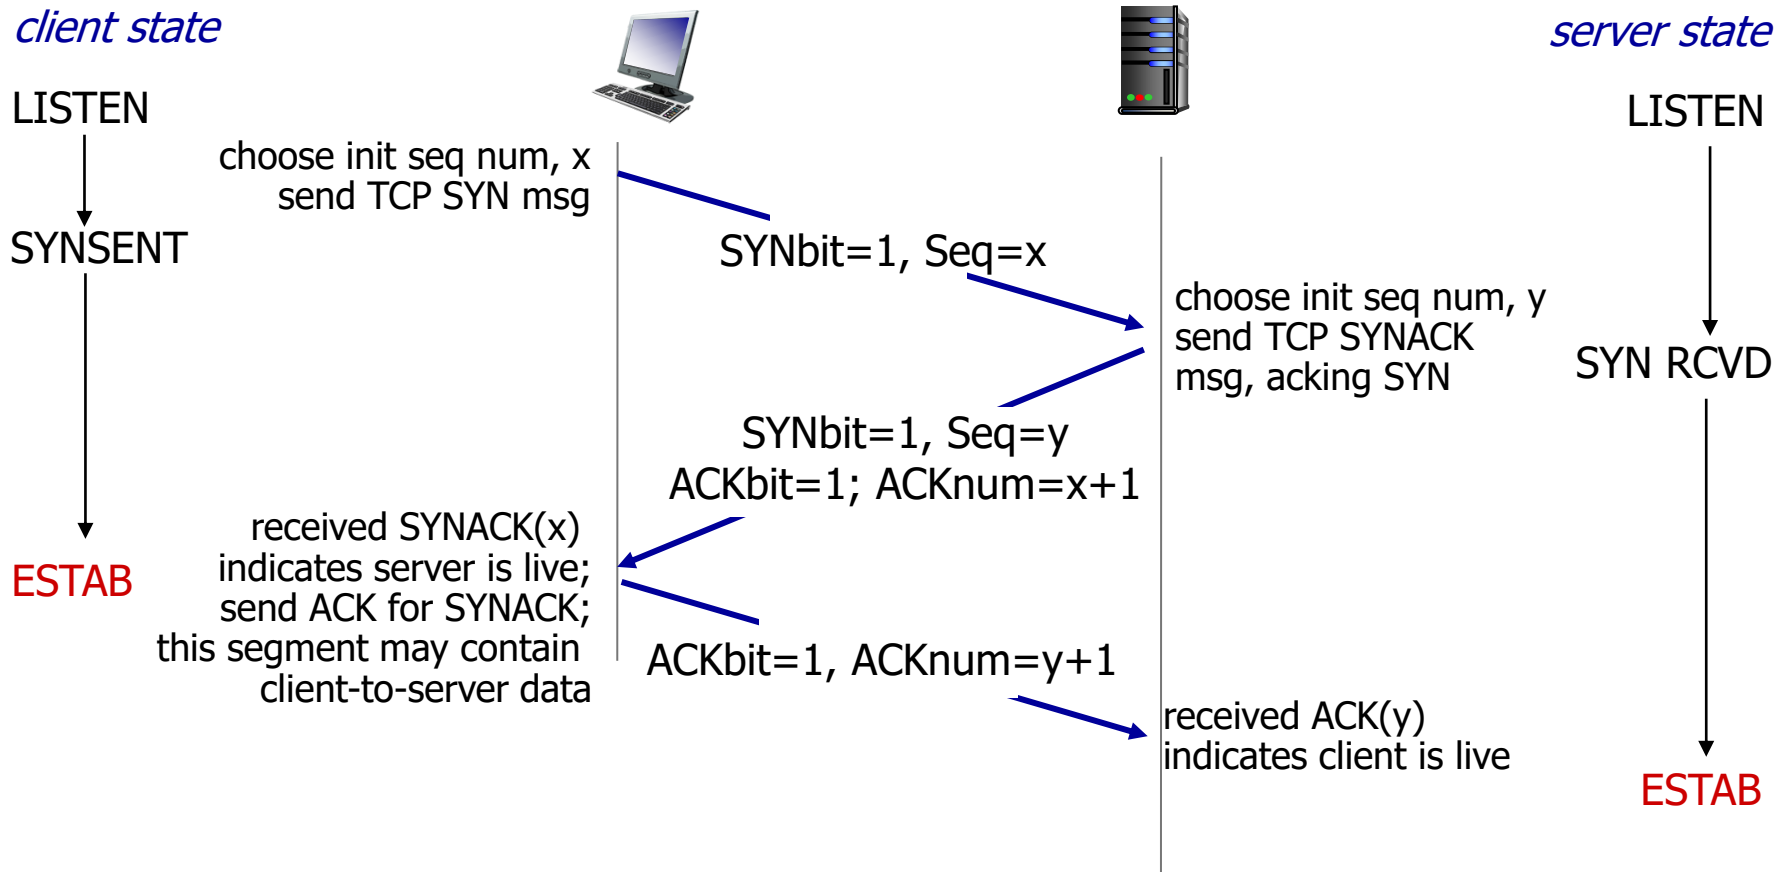 client state
server state
LISTEN
LISTEN
choose init seq num, x
send TCP SYN msg
SYNSENT
SYNbit=1, Seq=x
choose init seq num, y
send TCP SYNACK
msg, acking SYN
SYN RCVD
SYNbit=1, Seq=y
ACKbit=1; ACKnum=x+1
received SYNACK(x)
indicates server is live;
send ACK for SYNACK;
this segment may contain
client-to-server data
ESTAB
ACKbit=1, ACKnum=y+1
received ACK(y)
indicates client is live
ESTAB